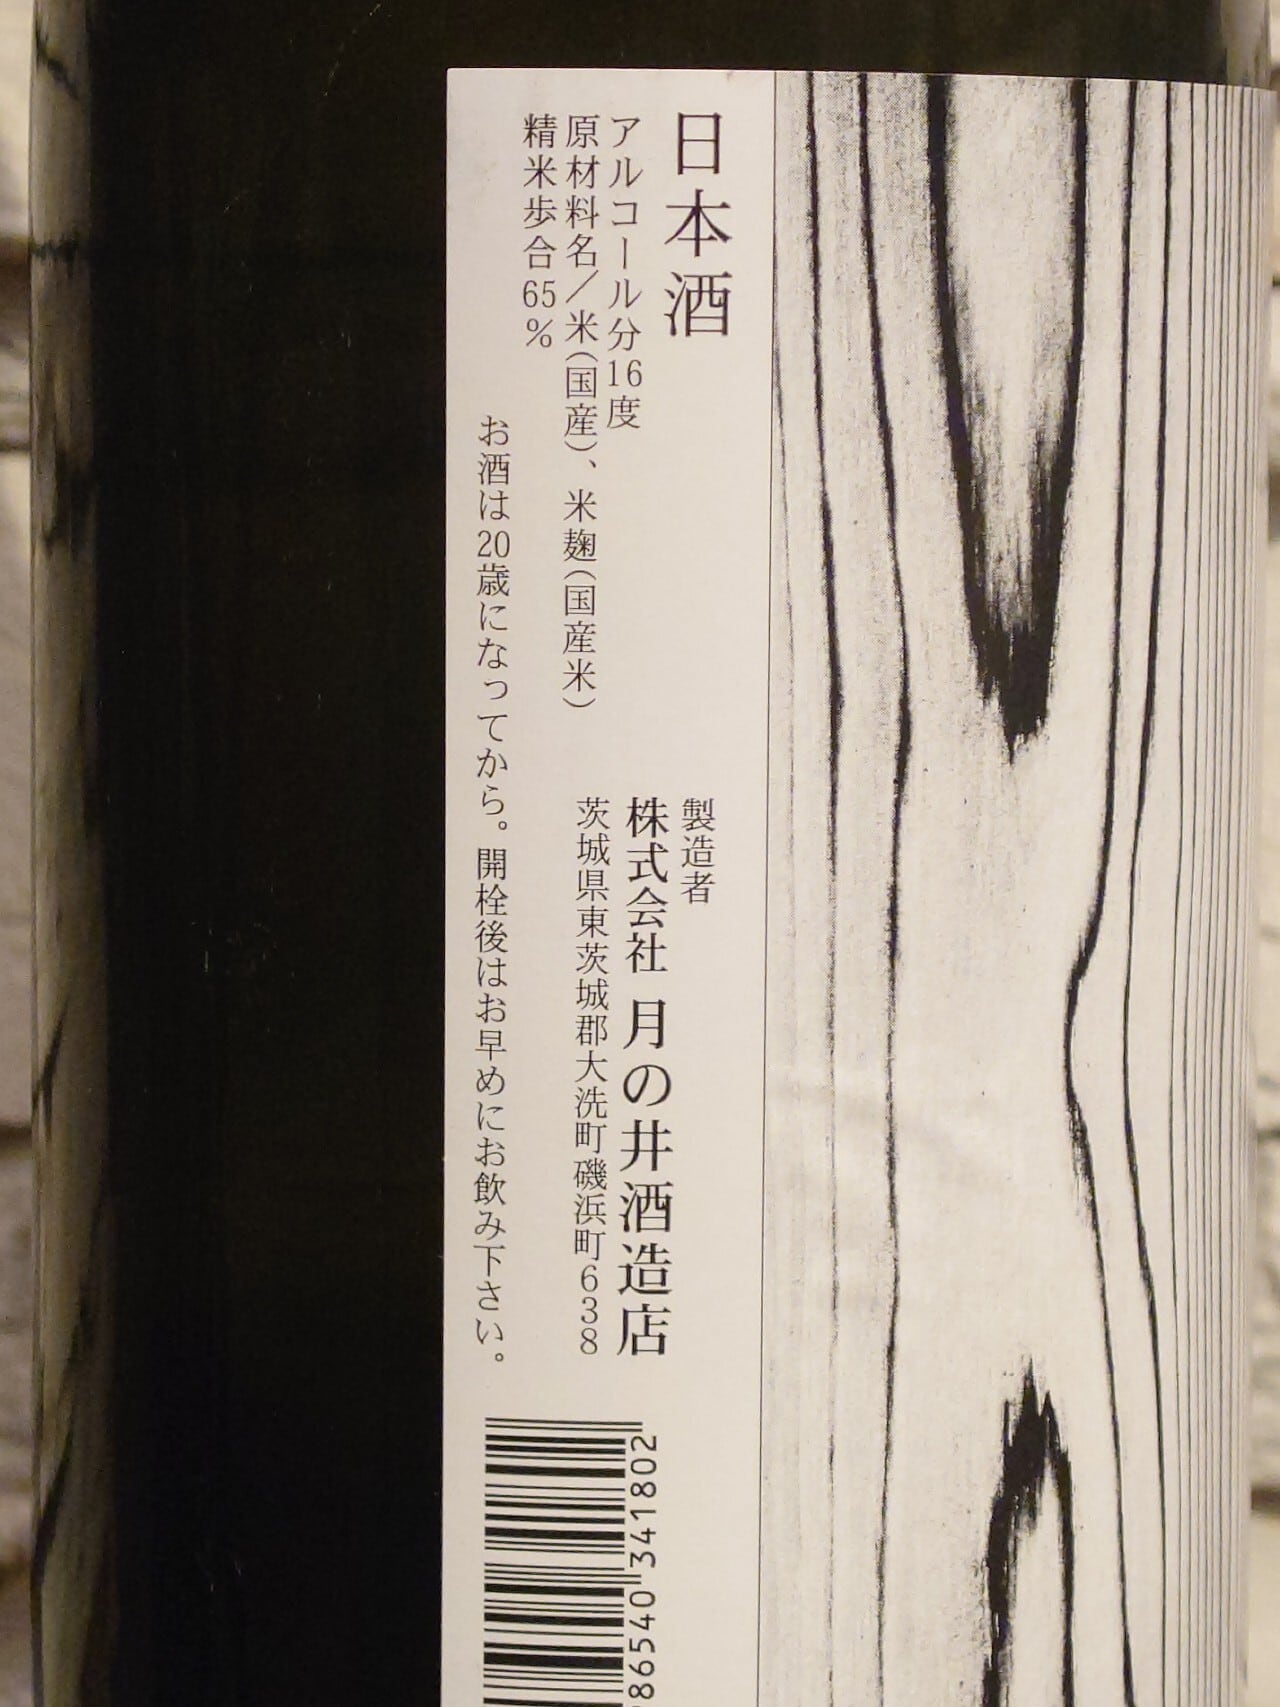 日本酒
アルコール分16度
原材料名/米(国産)、米麹(国産米)
精米歩合65%
製造者
株式会社 月の井酒造店
茨城県東茨城郡大洗町磯浜町638
お酒は20歳になってから。開栓後はお早めにお飲み下さい。
86540 341802